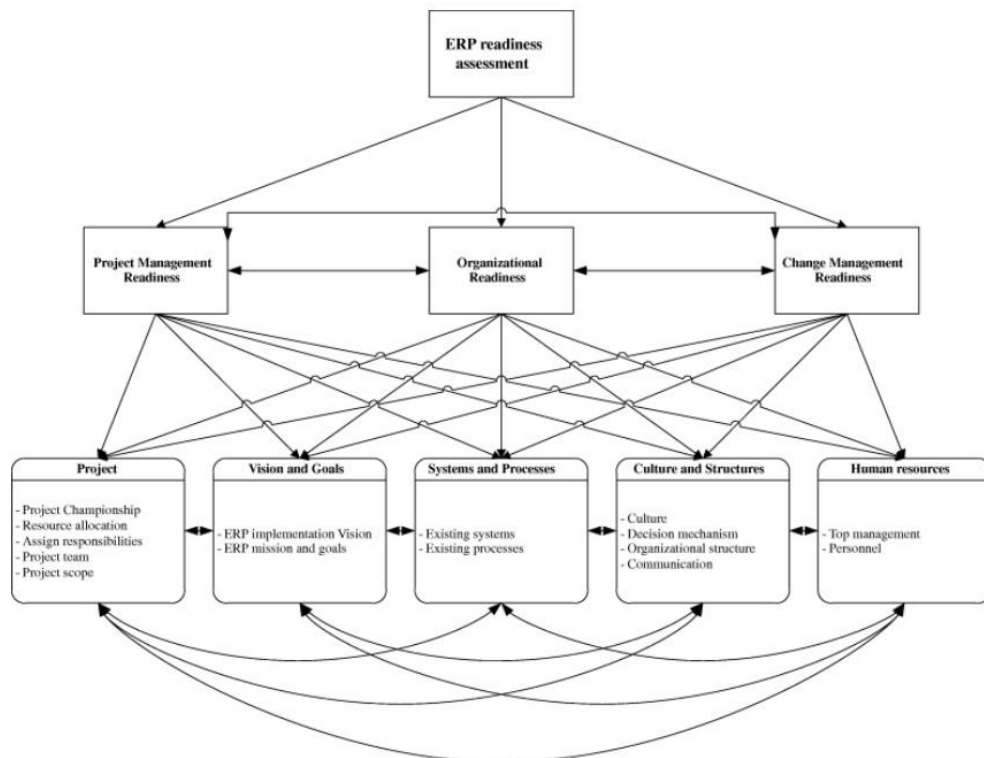 ERP readiness
assessment
Project Management
Readiness
Organizational
Readiness
Change Management
Readiness
Project
- Project Championship
- Resource allocation
- Assign responsibilities
- Project team
- Project scope
Vision and Goals
- ERP implementation Vision
- ERP mission and goals
Systems and Processes
- Existing systems
- Existing processes
Culture and Structures
- Culture
- Decision mechanism
- Organizational structure
- Communication
Human resources
- Top management
- Personnel